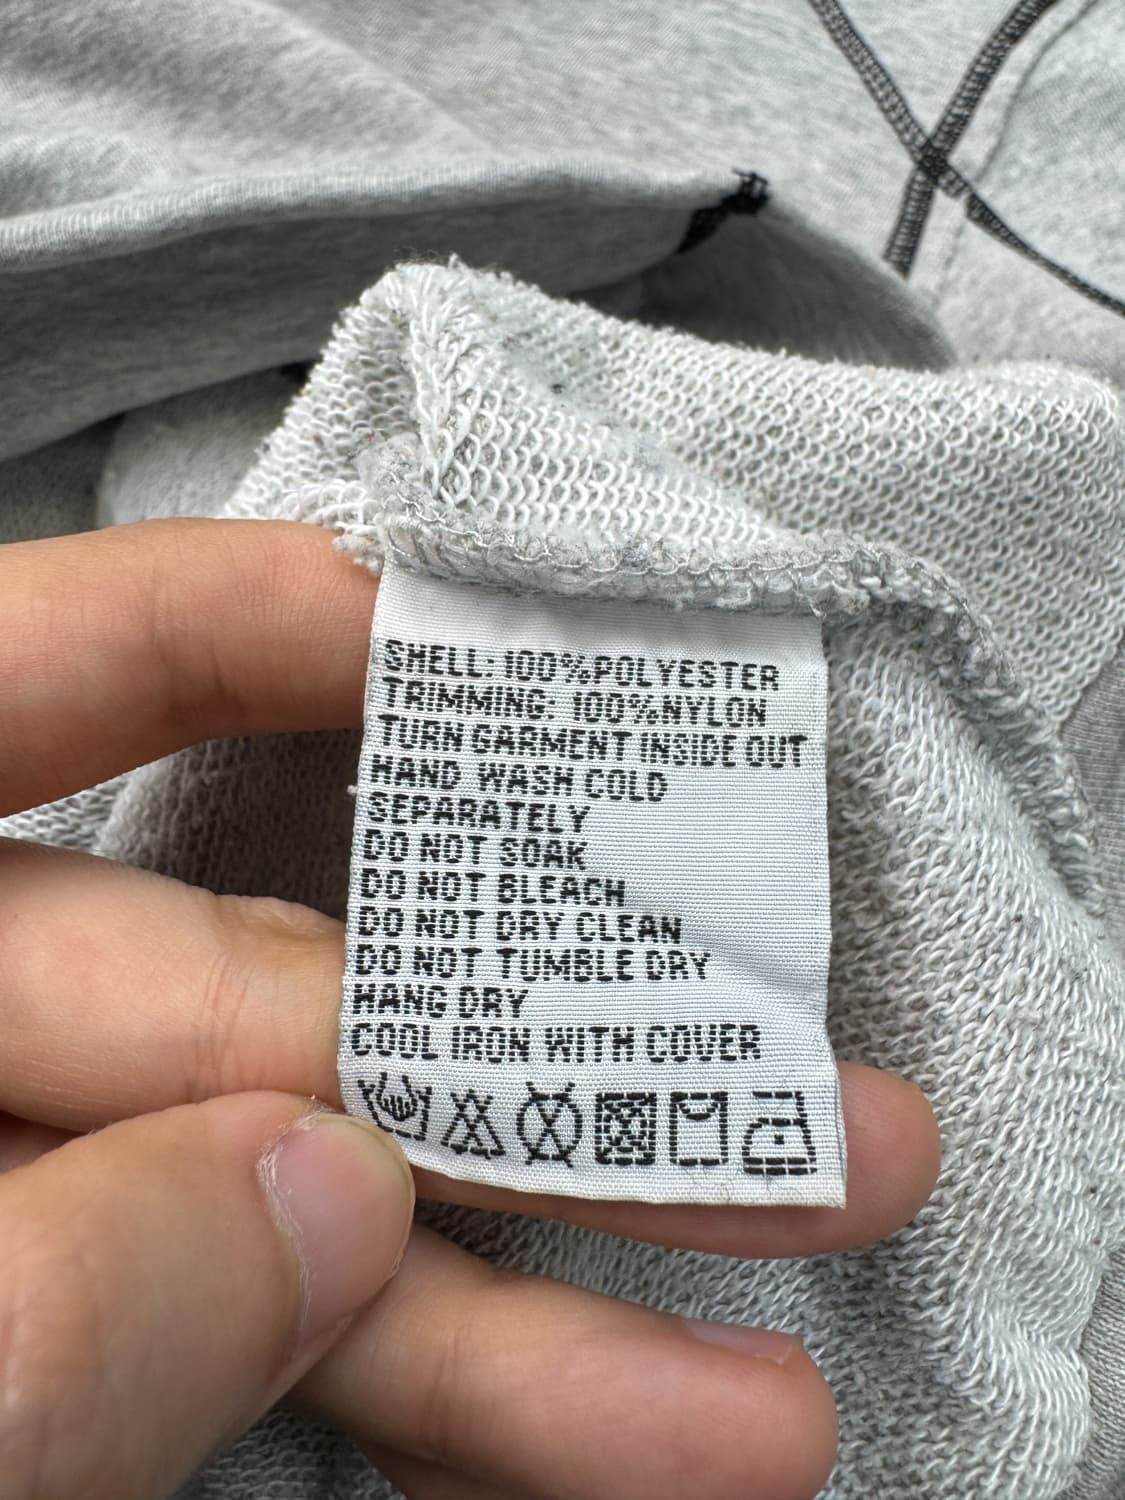 SHELL: 100%POLYESTER
TRIMMING: 100%NYLON
TURN GARMENT INSIDE OUT
HAND WASH COLD
SEPARATELY
DO NOT SOAK
DO NOT BLEACH
DO NOT DRY CLEAN
DO NOT TUMBLE DRY
HANG DRY
COOL IRON WITH COVER